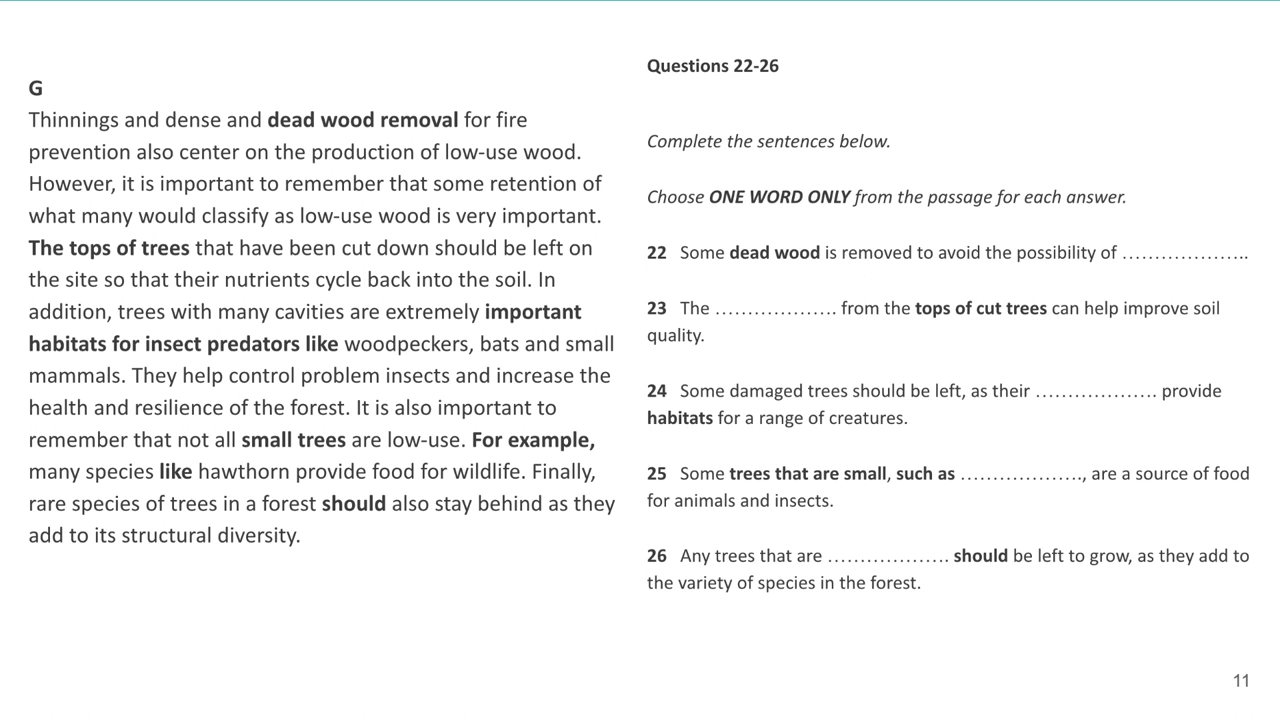 G
Thinnings and dense and dead wood removal for fire
prevention also center on the production of low-use wood.
However, it is important to remember that some retention of
what many would classify as low-use wood is very important.
The tops of trees that have been cut down should be left on
the site so that their nutrients cycle back into the soil. In
addition, trees with many cavities are extremely important
habitats for insect predators like woodpeckers, bats and small
mammals. They help control problem insects and increase the
health and resilience of the forest. It is also important to
remember that not all small trees are low-use. For example,
many species like hawthorn provide food for wildlife. Finally,
rare species of trees in a forest should also stay behind as they
add to its structural diversity.
Questions 22-26
Complete the sentences below.
Choose ONE WORD ONLY from the passage for each answer.
22 Some dead wood is removed to avoid the possibility of ………………..
23 The ………………. from the tops of cut trees can help improve soil
quality.
24 Some damaged trees should be left, as their ………………. provide
habitats for a range of creatures.
25 Some trees that are small, such as ………………., are a source of food
for animals and insects.
26 Any trees that are ………………. should be left to grow, as they add to
the variety of species in the forest.
11